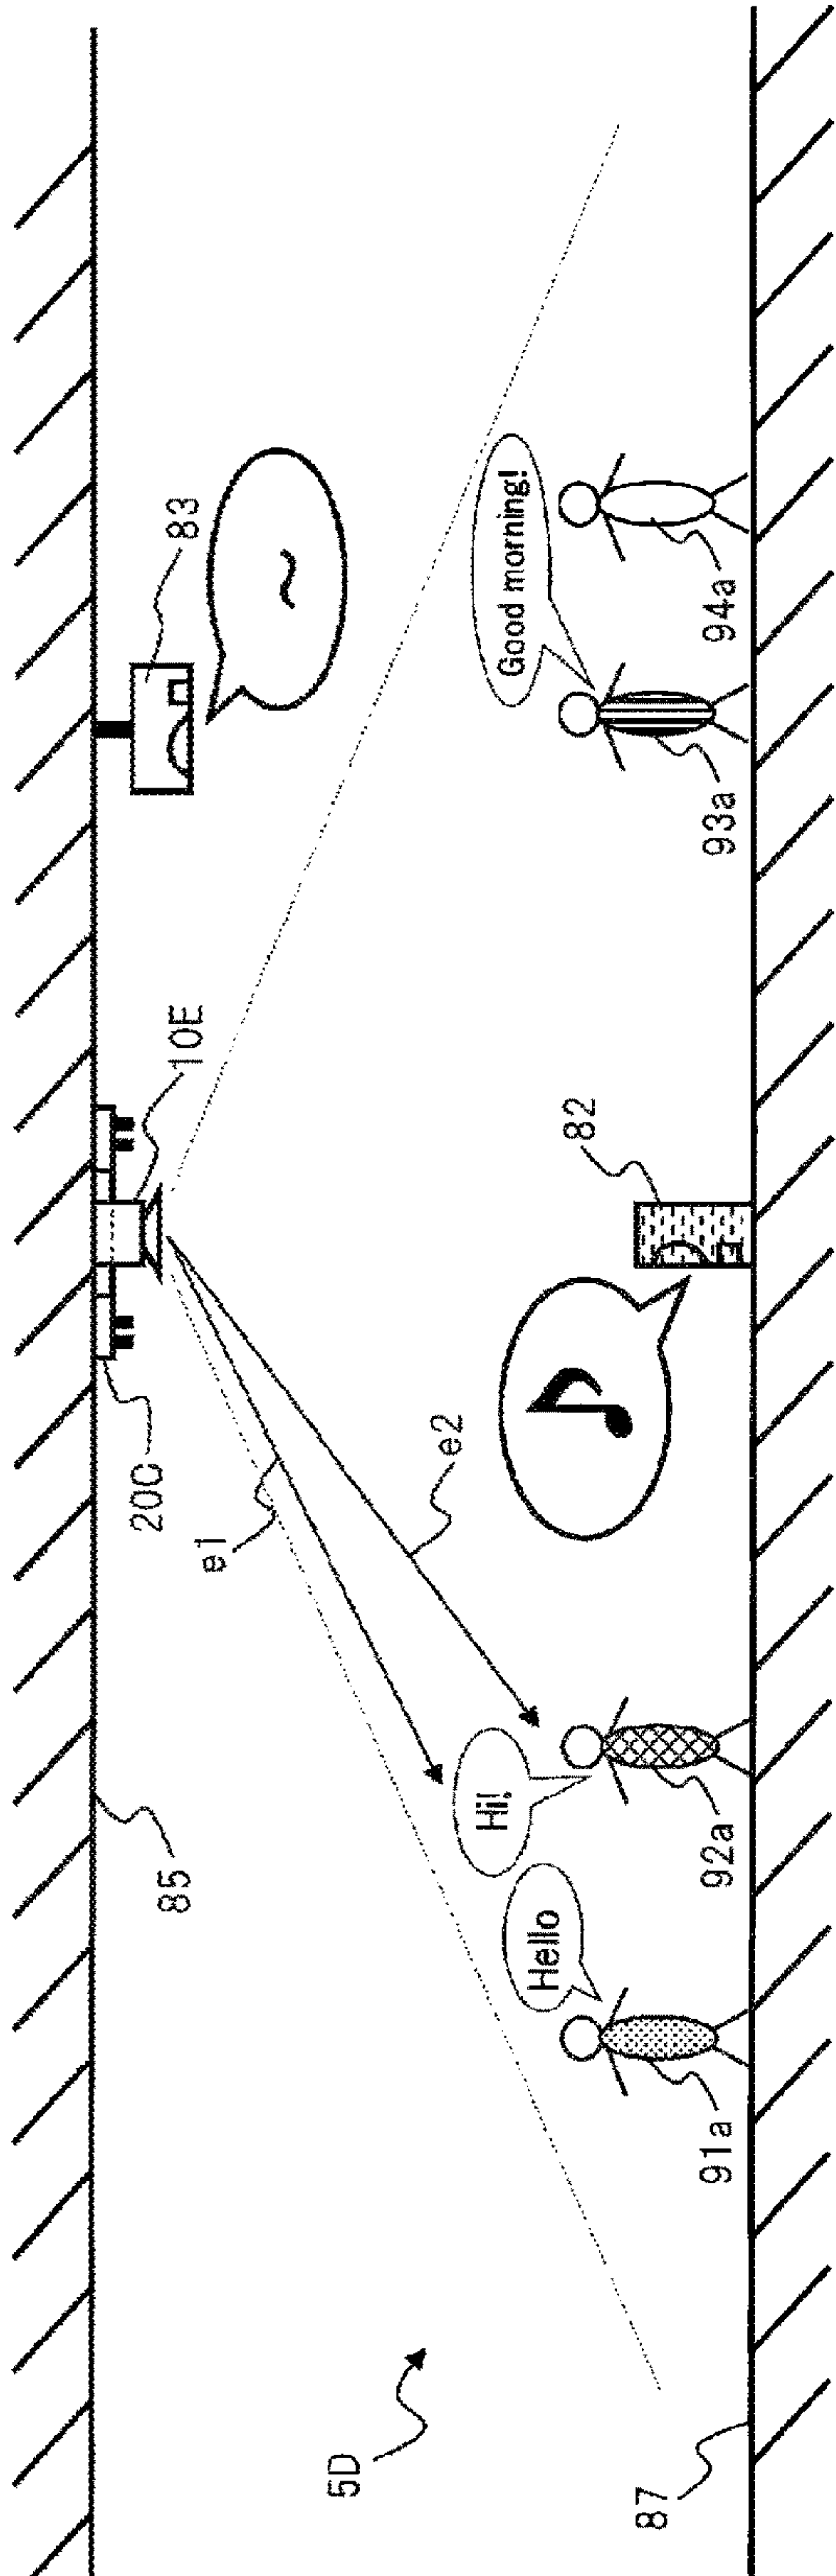 85
20C
10E
83
e1
e2
5D
Hello
Hi!
Good morning!
91a
92a
82
93a
94a
87